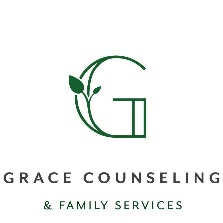 G
GRACE COUNSELING
& FAMILY SERVICES